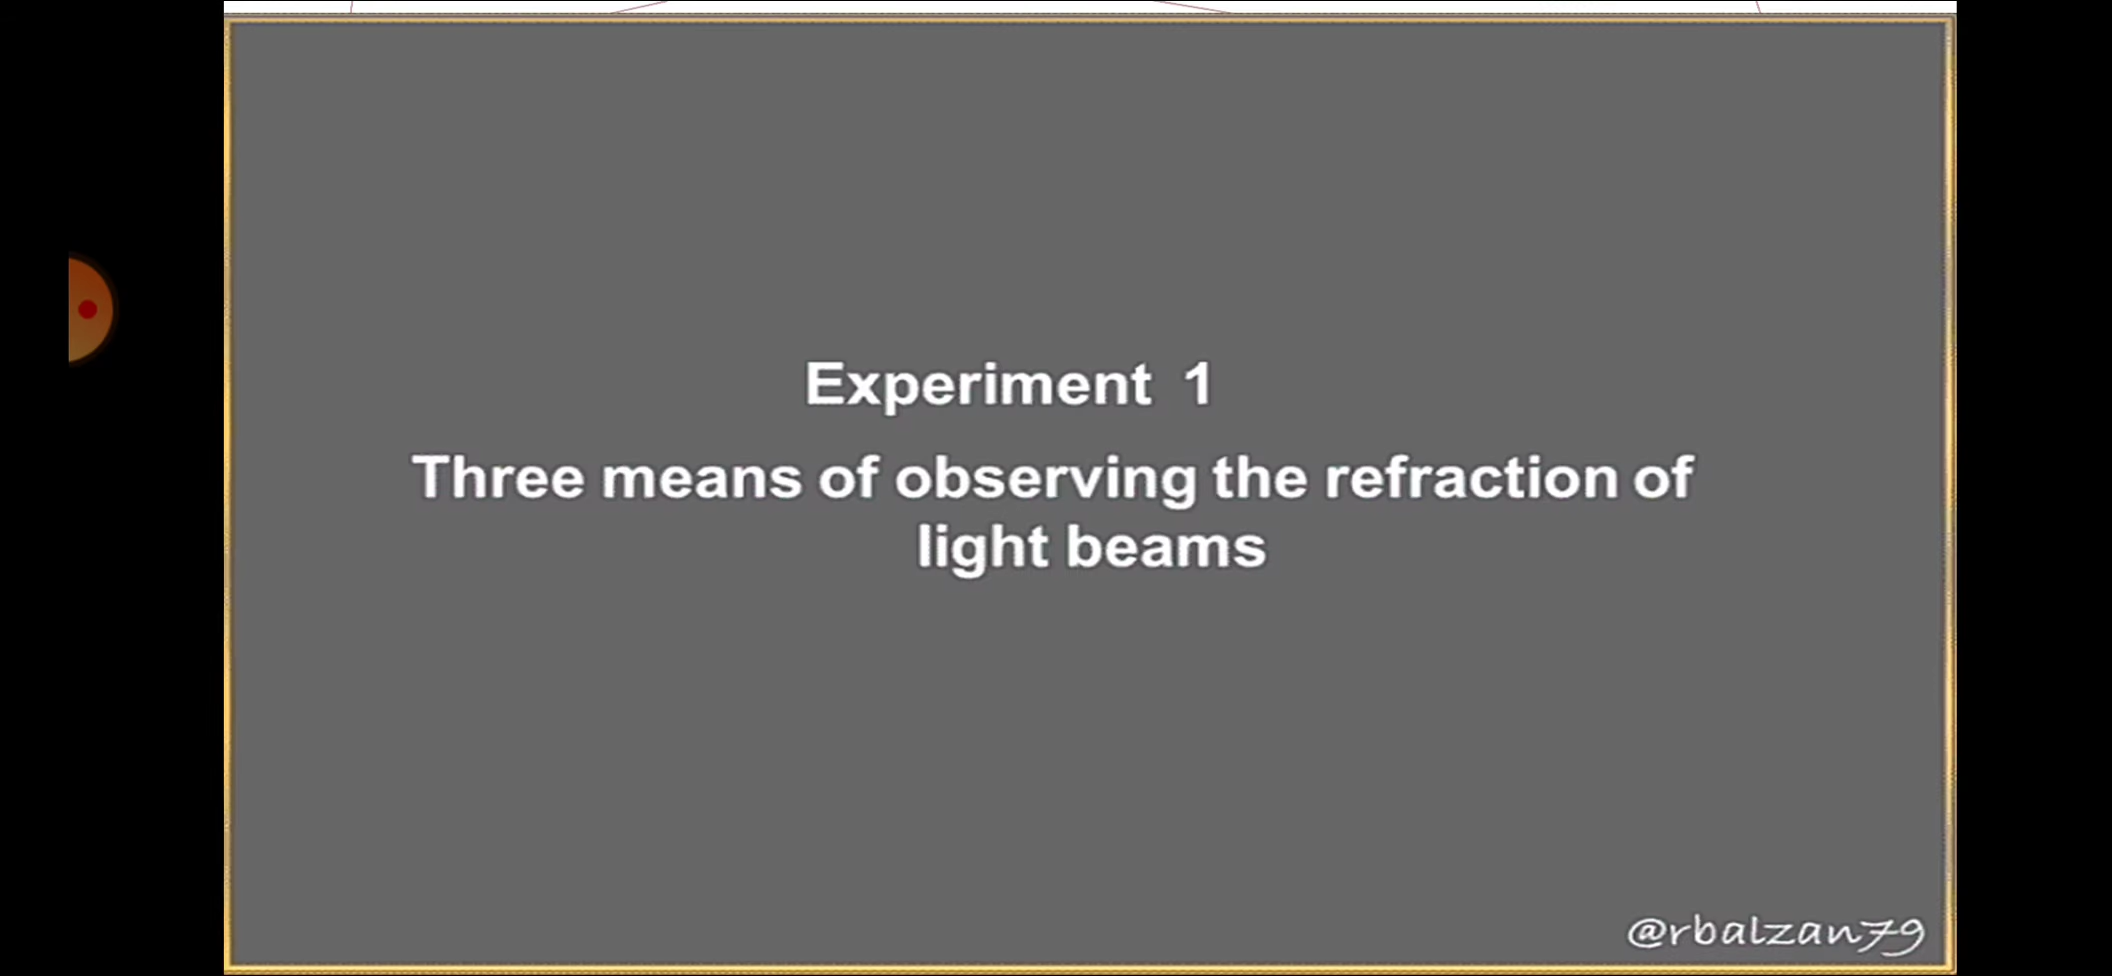 Experiment 1
Three means of observing the refraction of
light beams
@rbalzan79